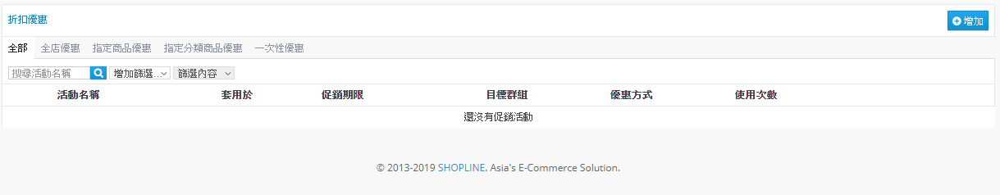 折扣優惠
增加
全部 全店優惠 指定商品優惠 指定分類商品優惠 一次性優惠
搜尋活動名稱 增加篩選... 篩選內容
活動名稱 套用於 促銷期限 目標群組 優惠方式 使用次數
還沒有促銷活動
© 2013-2019 SHOPLINE. Asia's E-Commerce Solution.